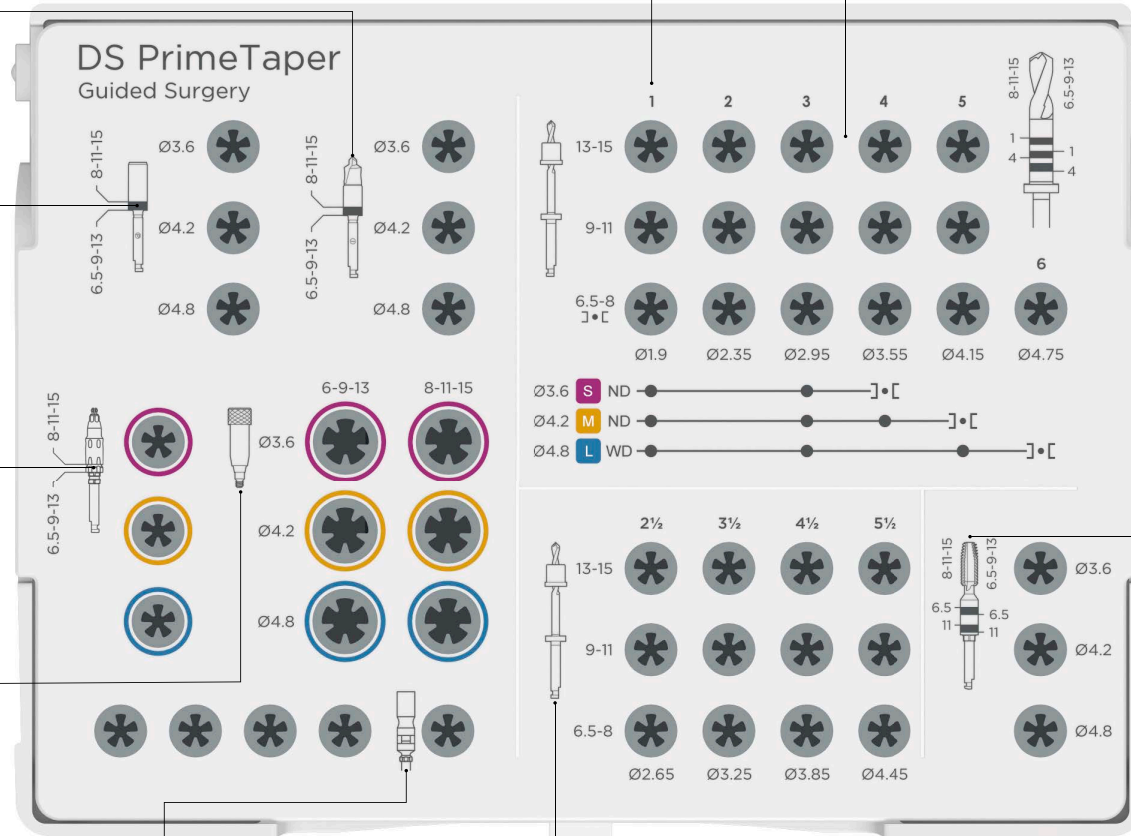 DS PrimeTaper
Guided Surgery
8-11-15
6.5-9-13
Ø3.6
Ø4.2
Ø4.8
8-11-15
6.5-9-13
Ø3.6
Ø4.2
Ø4.8
1 2 3 4 5
13-15
9-11
6
6.5-8
]•[
Ø1.9 Ø2.35 Ø2.95 Ø3.55 Ø4.15 Ø4.75
8-11-15
6.5-9-13
1
1
4
4
Ø3.6 S ND ]•[
Ø4.2 M ND ]•[
Ø4.8 L WD ]•[
8-11-15
6.5-9-13
6-9-13 8-11-15
Ø3.6
Ø4.2
Ø4.8
2½ 3½ 4½ 5½
13-15
9-11
6.5-8
Ø2.65 Ø3.25 Ø3.85 Ø4.45
8-11-15
6.5-9-13
6.5
6.5
11
11
Ø3.6
Ø4.2
Ø4.8